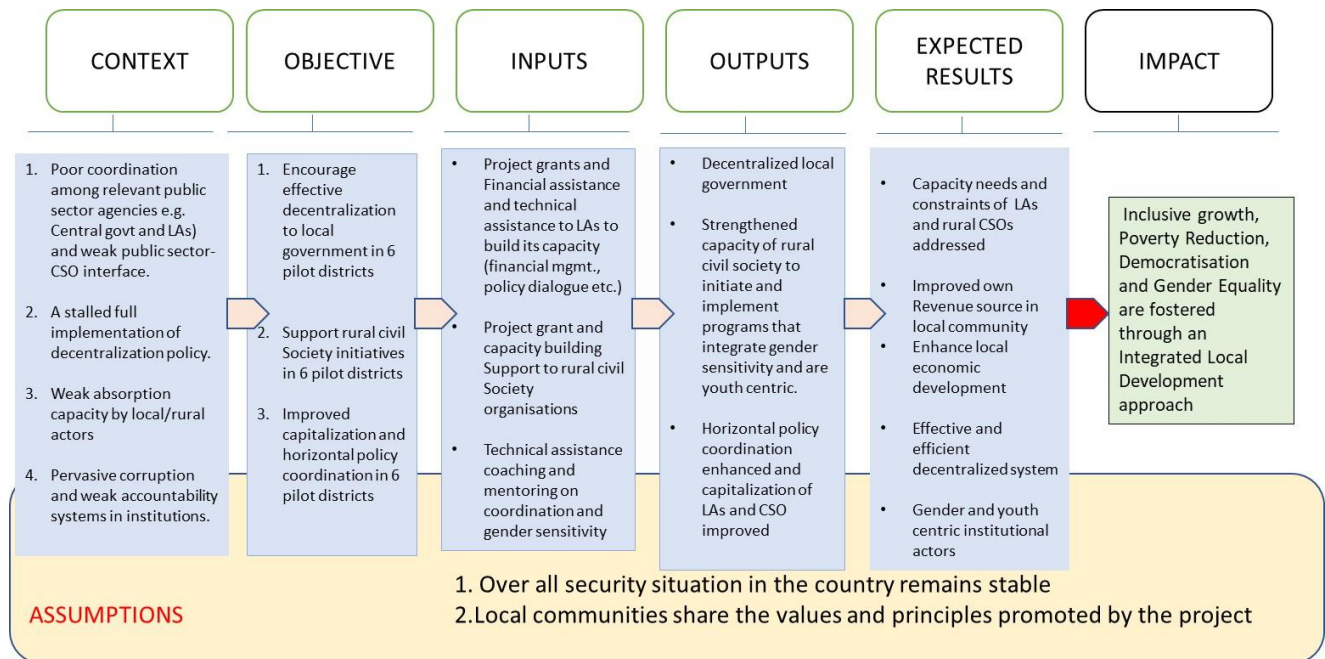 CONTEXT
OBJECTIVE
INPUTS
OUTPUTS
EXPECTED
RESULTS
IMPACT
1. Poor coordination
among relevant public
sector agencies e.g.
Central govt and LAs)
and weak public sector-
CSO interface.
2. A stalled full
implementation of
decentralization policy.
3. Weak absorption
capacity by local/rural
actors
4. Pervasive corruption
and weak accountability
systems in institutions.
1. Encourage
effective
decentralization to
local government
in 6 pilot districts
2. Support rural civil
Society initiatives
in 6 pilot districts
3. Improved
capitalization and
horizontal policy
coordination in 6
pilot districts
• Project grants and
Financial assistance
and technical
assistance to LAs to
build its capacity
(financial mgmt.,
policy dialogue etc.)
• Project grant and
capacity building
Support to rural civil
Society
organisations
• Technical assistance
coaching and
mentoring on
coordination and
gender sensitivity
• Decentralized local
government
• Strengthened
capacity of rural
civil society to
initiate and
implement
programs that
integrate gender
sensitivity and are
youth centric.
• Horizontal policy
coordination
enhanced and
capitalization of
LAs and CSO
improved
• Capacity needs and
constraints of LAs
and rural CSOs
addressed
• Improved own
Revenue source in
local community
• Enhance local
economic
development
• Effective and
efficient
decentralized system
• Gender and youth
centric institutional
actors
Inclusive growth,
Poverty Reduction,
Democratisation
and Gender Equality
are fostered
through an
Integrated Local
Development
approach
ASSUMPTIONS
1. Over all security situation in the country remains stable
2.Local communities share the values and principles promoted by the project